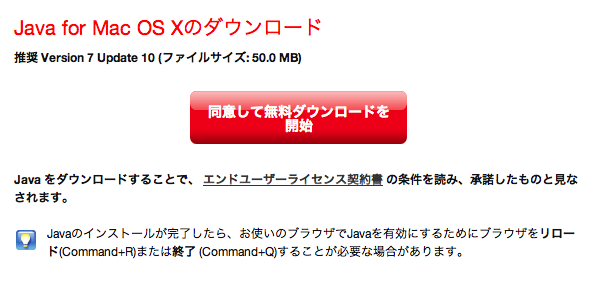 Java for Mac OS Xのダウンロード
推奨 Version 7 Update 10 (ファイルサイズ: 50.0 MB)
同意して無料ダウンロードを
開始
Java をダウンロードすることで、 エンドユーザーライセンス契約書 の条件を読み、承諾したものと見な
されます。
Javaのインストールが完了したら、お使いのブラウザでJavaを有効にするためにブラウザをリロー
ド(Command+R)または終了 (Command+Q)することが必要な場合があります。